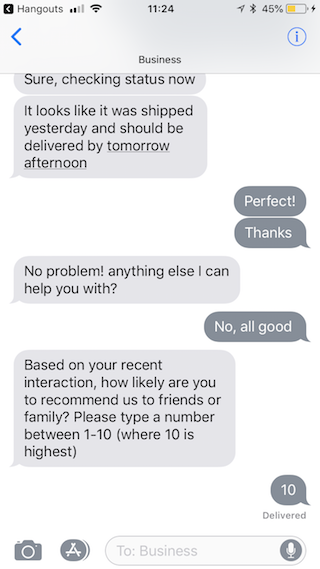 Hangouts 11:24 45%
Business
Sure, checking status now
It looks like it was shipped
yesterday and should be
delivered by tomorrow
afternoon
Perfect!
Thanks
No problem! anything else I can
help you with?
No, all good
Based on your recent
interaction, how likely are you
to recommend us to friends or
family? Please type a number
between 1-10 (where 10 is
highest)
10
Delivered
To: Business